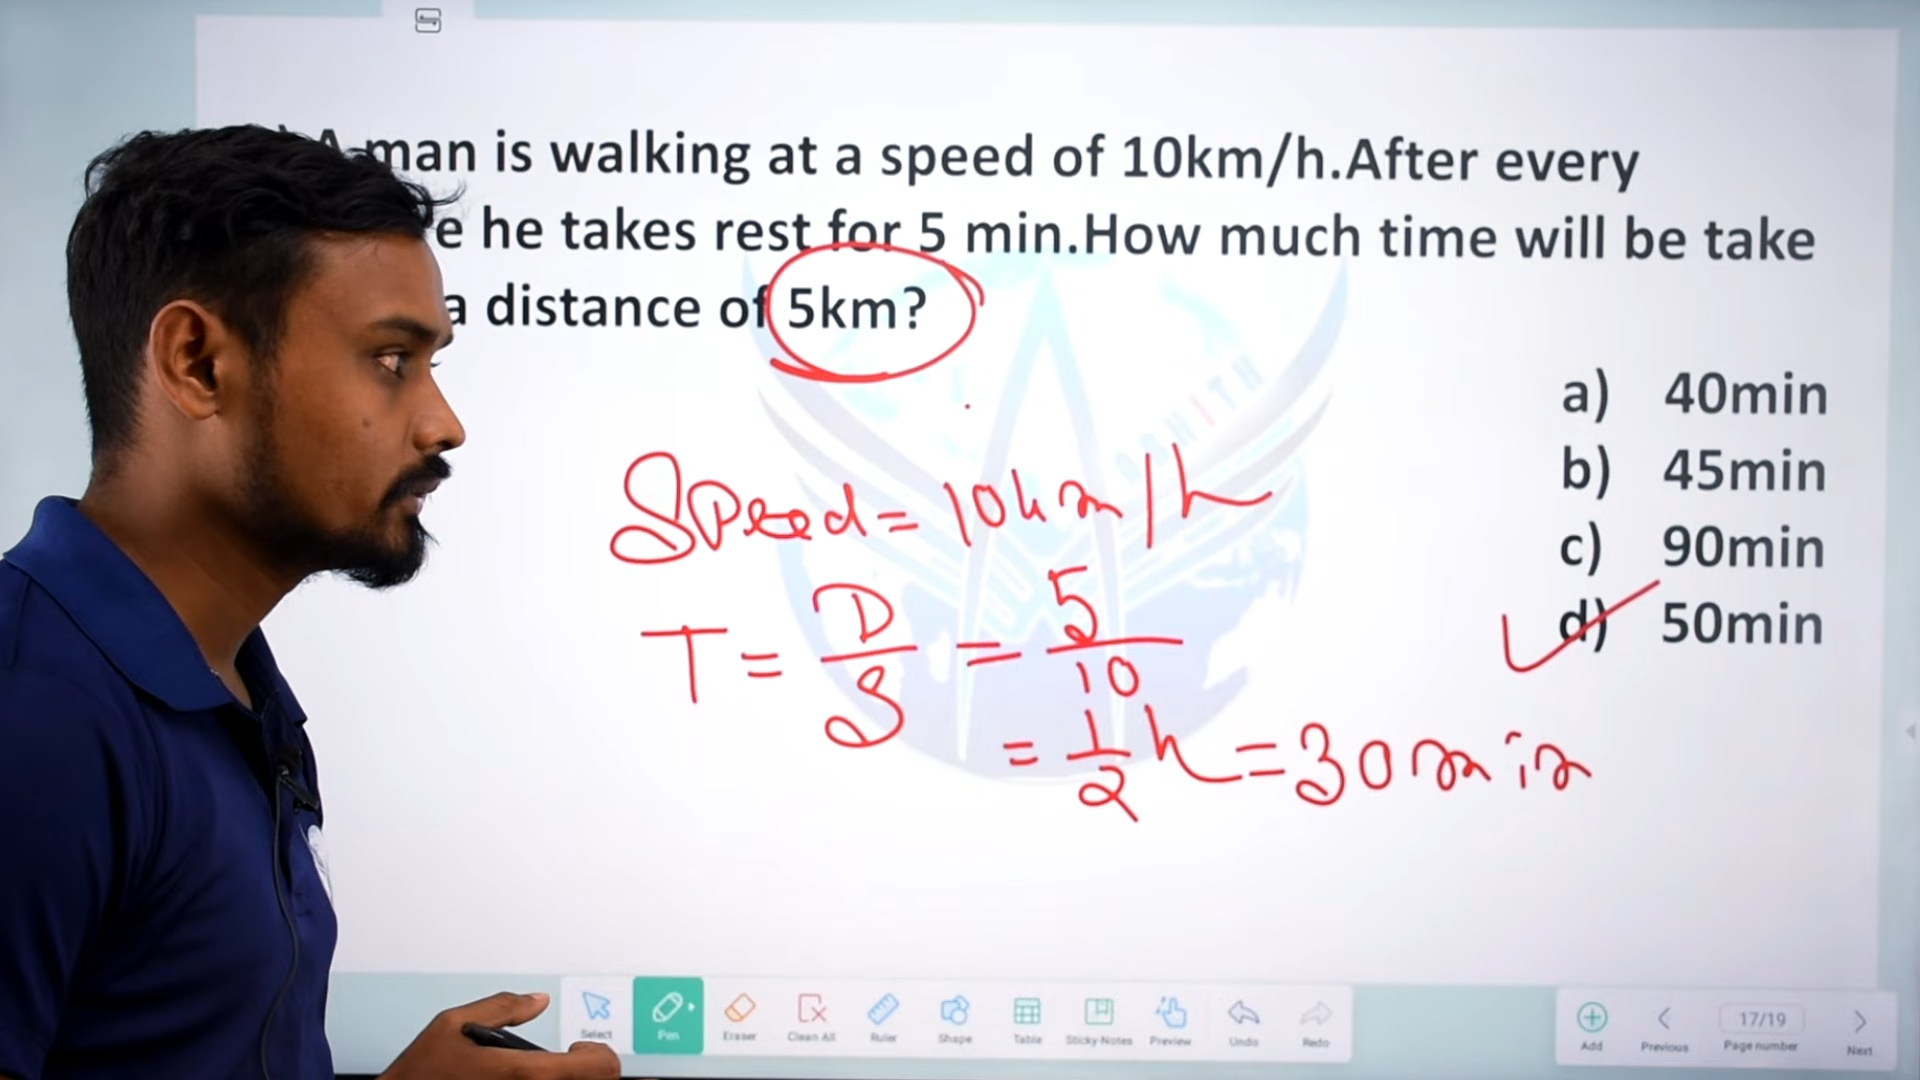 man is walking at a speed of 10km/h.After every
e he takes rest for 5 min.How much time will be take
a distance of 5km?
a) 40min
b) 45min
c) 90min
d) 50min
Speed = 10km/h
T = D/S = 5/10
= 1/2 h = 30 min
Select Pen Eraser Clean All Ruler Shape Table Sticky Notes Preview Undo Redo
Add Previous 17/19 Page number Next